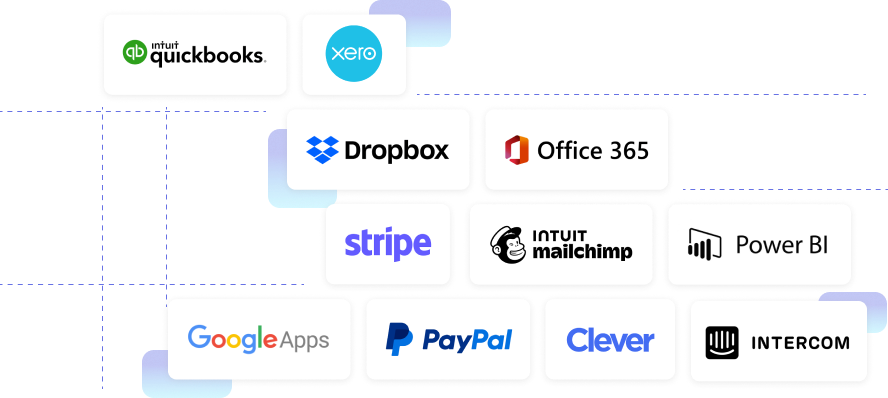 intuit
quickbooks.
xero
Dropbox
Office 365
stripe
INTUIT
mailchimp
Power BI
Google Apps
PayPal
Clever
INTERCOM